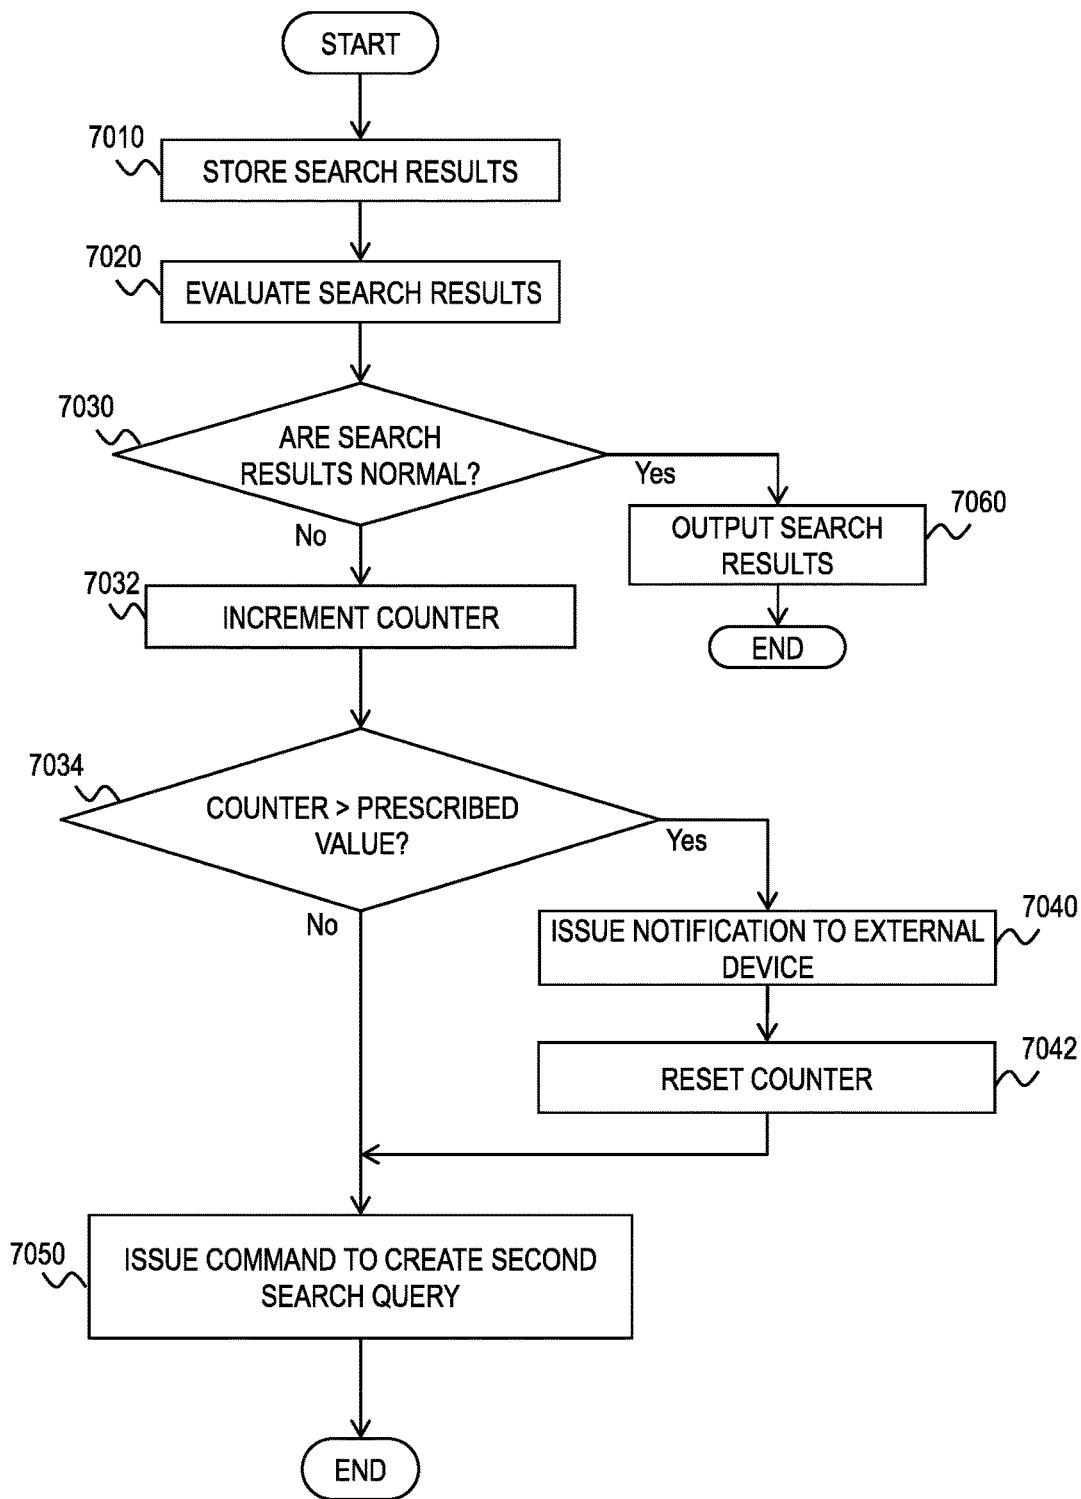 START
7010
STORE SEARCH RESULTS
7020
EVALUATE SEARCH RESULTS
7030
ARE SEARCH
RESULTS NORMAL?
Yes
No
7060
OUTPUT SEARCH
RESULTS
END
7032
INCREMENT COUNTER
7034
COUNTER > PRESCRIBED
VALUE?
Yes
No
7040
ISSUE NOTIFICATION TO EXTERNAL
DEVICE
7042
RESET COUNTER
7050
ISSUE COMMAND TO CREATE SECOND
SEARCH QUERY
END